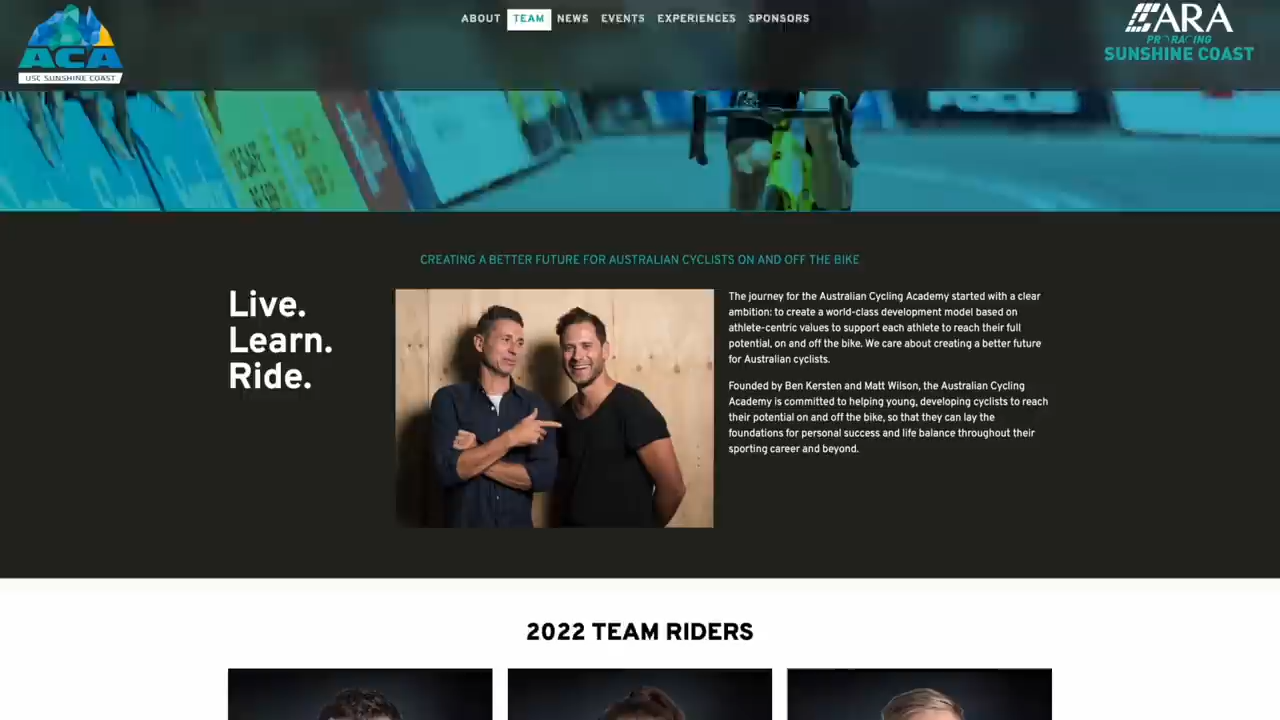 ABOUT TEAM NEWS EVENTS EXPERIENCES SPONSORS
ACA
USC SUNSHINE COAST
ARA
PRO RACING
SUNSHINE COAST
CREATING A BETTER FUTURE FOR AUSTRALIAN CYCLISTS ON AND OFF THE BIKE
Live.
Learn.
Ride.
The journey for the Australian Cycling Academy started with a clear
ambition: to create a world-class development model based on
athlete-centric values to support each athlete to reach their full
potential, on and off the bike. We care about creating a better future
for Australian cyclists.
Founded by Ben Kersten and Matt Wilson, the Australian Cycling
Academy is committed to helping young, developing cyclists to reach
their potential on and off the bike, so that they can lay the
foundations for personal success and life balance throughout their
sporting career and beyond.
2022 TEAM RIDERS